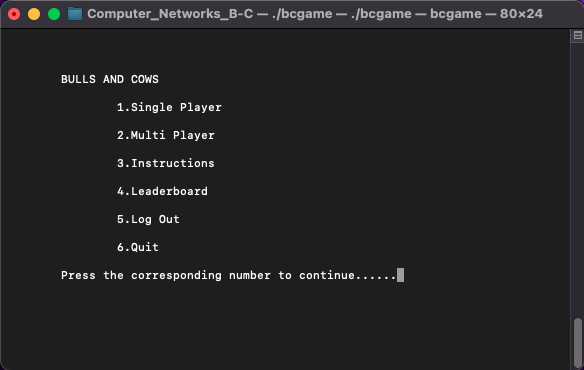 Computer_Networks_B-C — ./bcgame — ./bcgame — bcgame — 80×24
BULLS AND COWS
1.Single Player
2.Multi Player
3.Instructions
4.Leaderboard
5.Log Out
6.Quit
Press the corresponding number to continue......